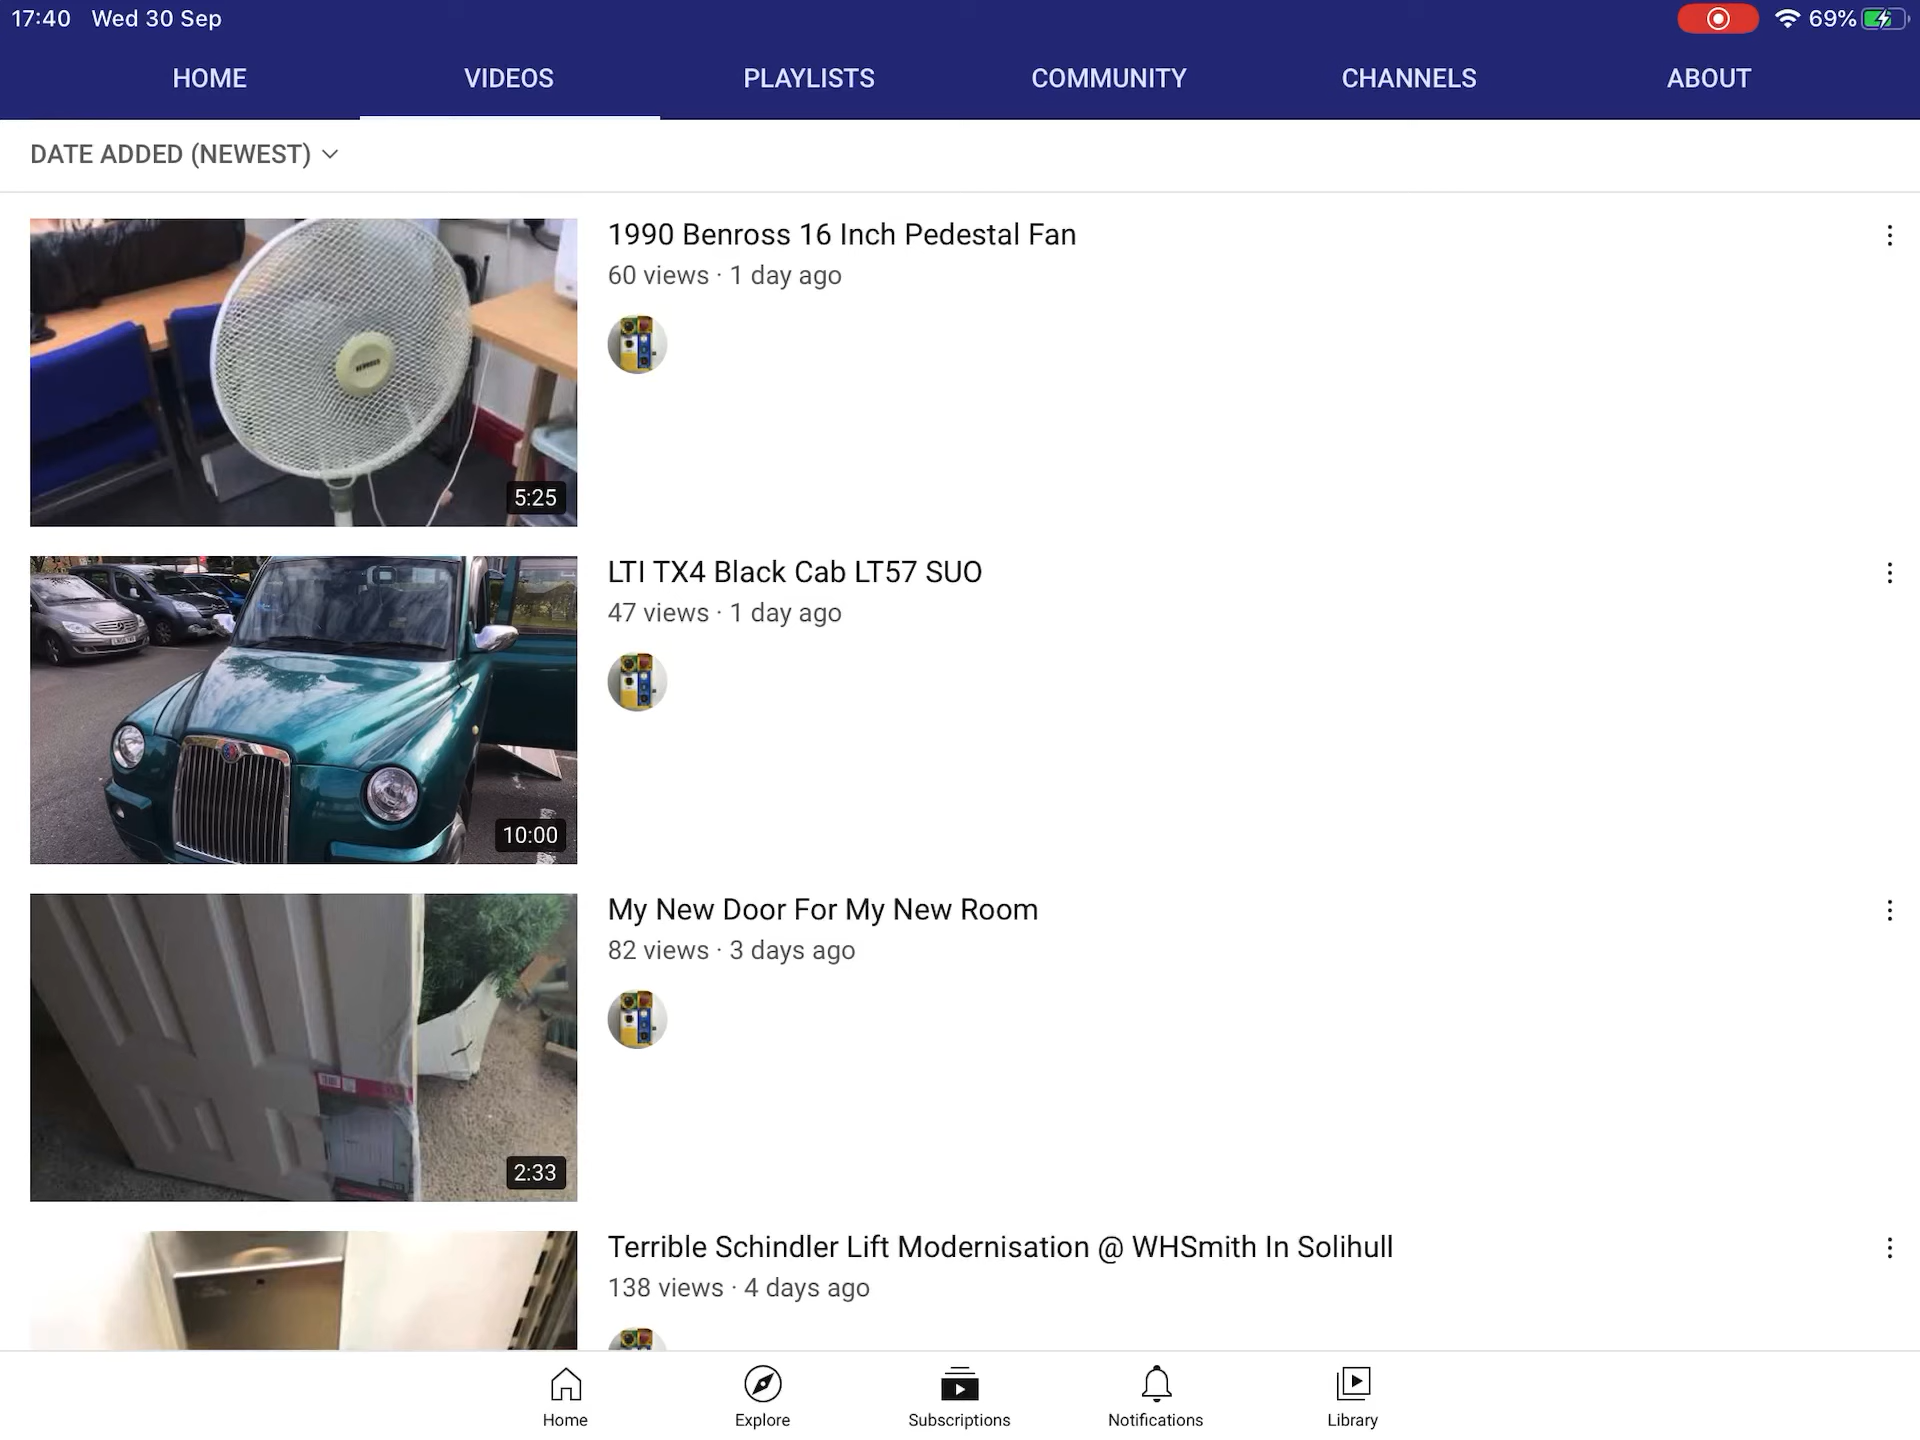 17:40 Wed 30 Sep 69%
HOME VIDEOS PLAYLISTS COMMUNITY CHANNELS ABOUT
DATE ADDED (NEWEST)
1990 Benross 16 Inch Pedestal Fan
60 views · 1 day ago
BENROSS
5:25
LTI TX4 Black Cab LT57 SUO
47 views · 1 day ago
10:00
My New Door For My New Room
82 views · 3 days ago
2:33
Terrible Schindler Lift Modernisation @ WHSmith In Solihull
138 views · 4 days ago
Home Explore Subscriptions Notifications Library